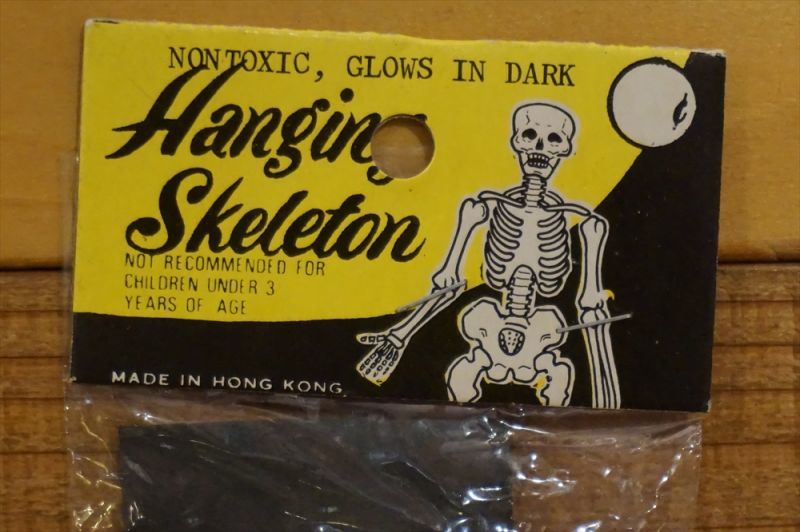 NONTOXIC, GLOWS IN DARK
Hanging
Skeleton
NOT RECOMMENDED FOR
CHILDREN UNDER 3
YEARS OF AGE
MADE IN HONG KONG